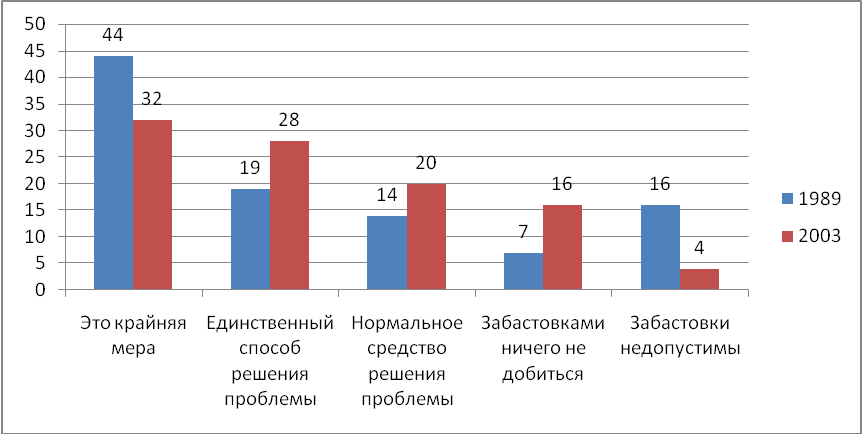 50
45
40
35
30
25
20
15
10
5
0
44
32
19
28
14
20
7
16
16
4
Это крайняя
мера
Единственный
способ
решения
проблемы
Нормальное
средство
решения
проблемы
Забастовками
ничего не
добиться
Забастовки
недопустимы
1989
2003